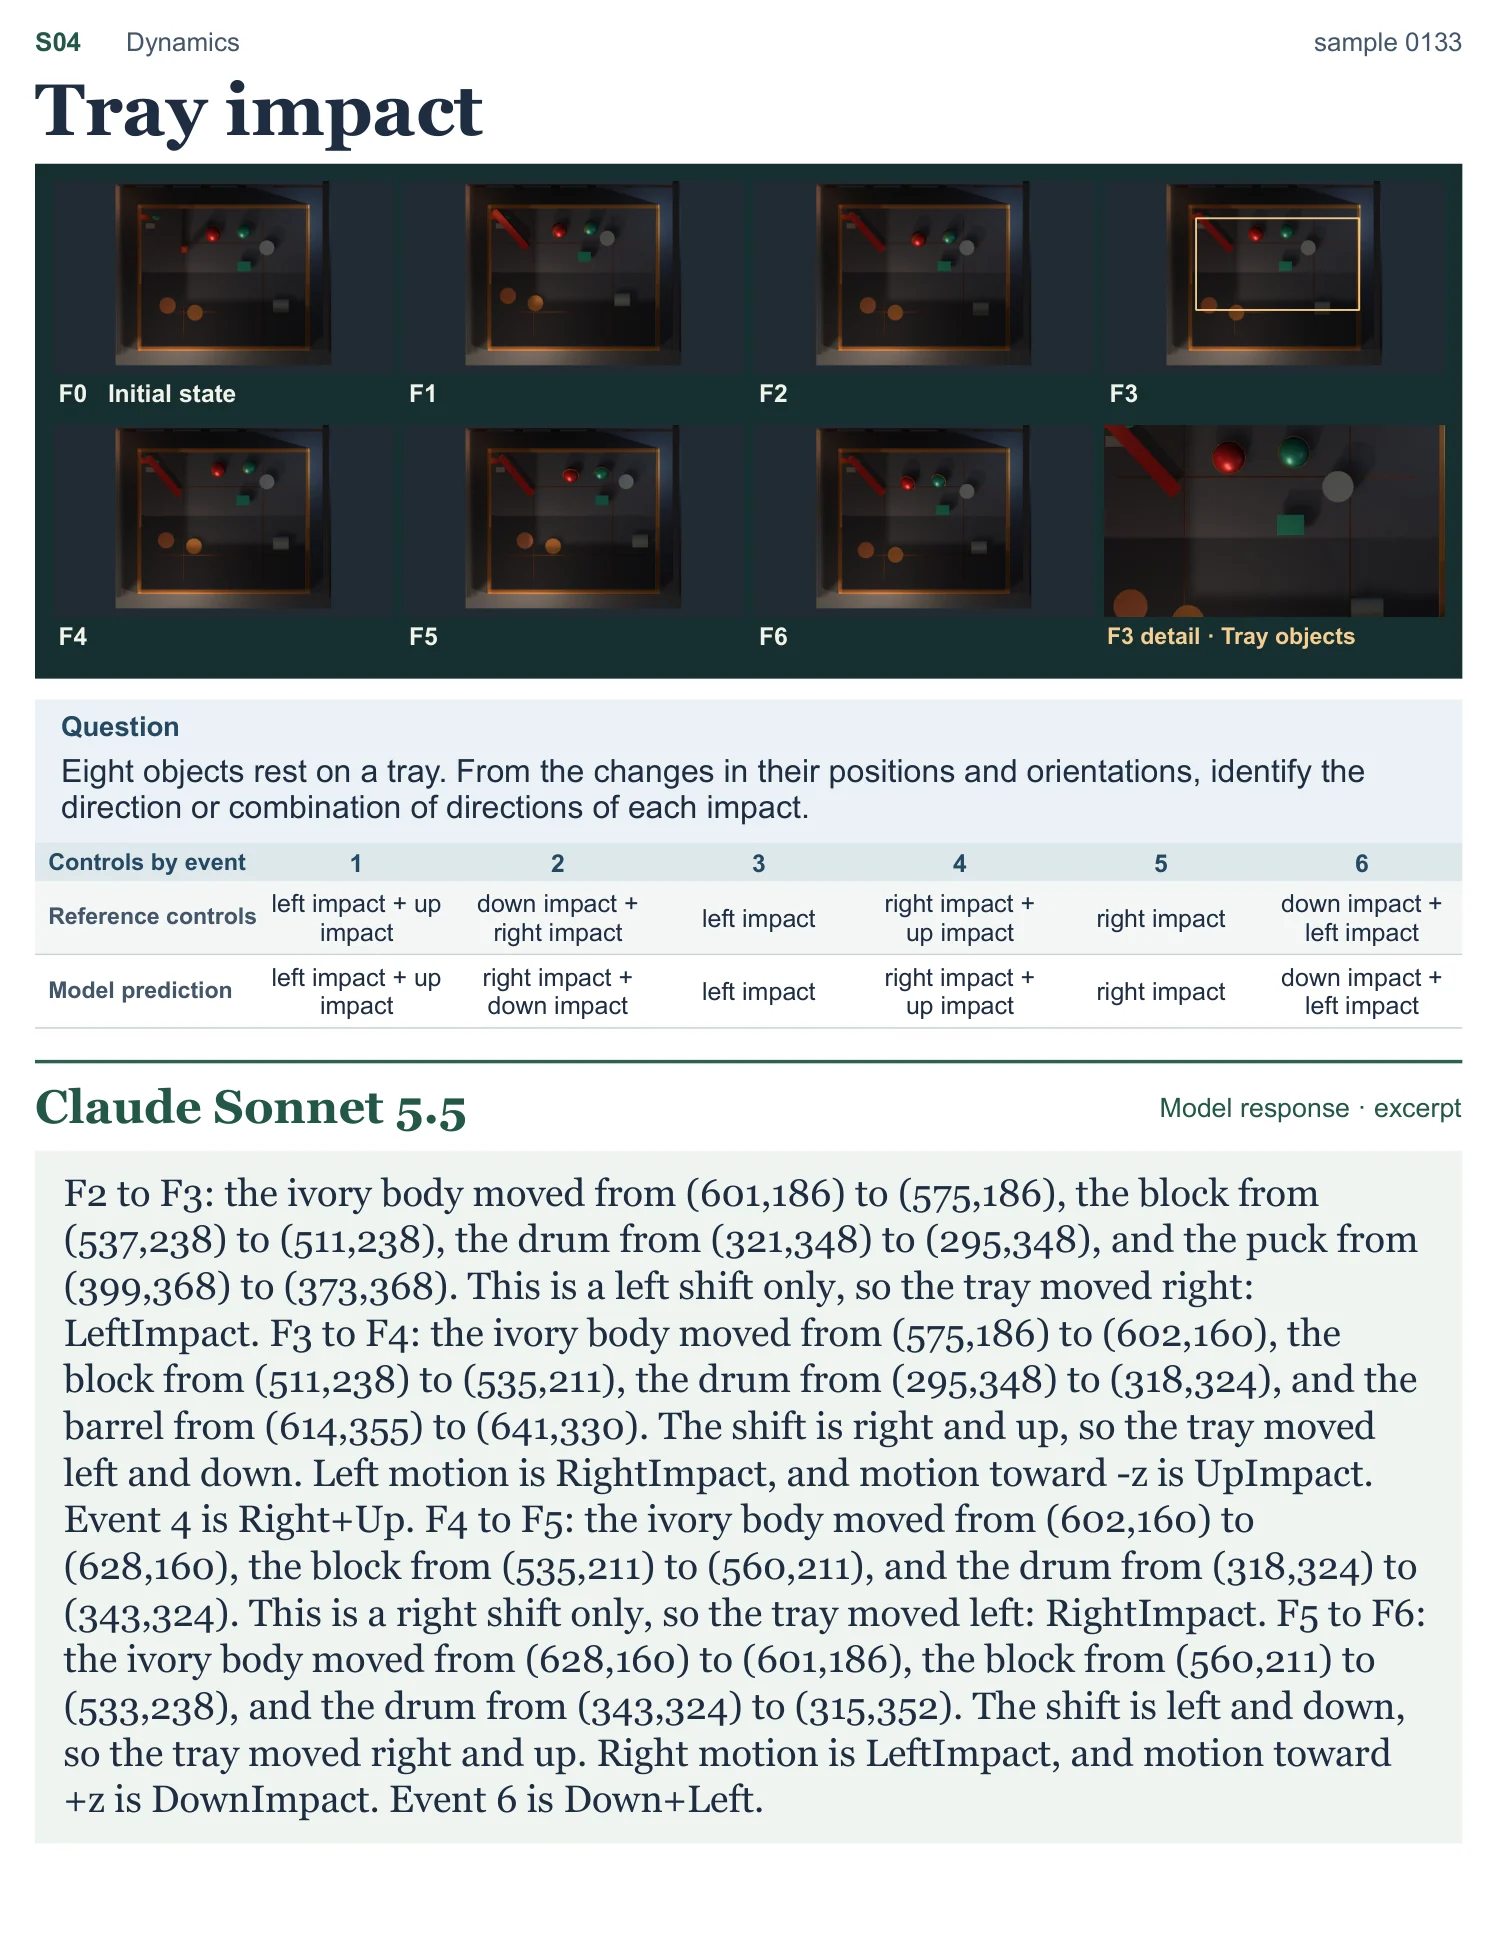 S04 Dynamics sample 0133
Tray impact
F0 Initial state F1 F2 F3
F4 F5 F6 F3 detail · Tray objects
Question
Eight objects rest on a tray. From the changes in their positions and orientations, identify the
direction or combination of directions of each impact.
Controls by event 1 2 3 4 5 6
Reference controls left impact + up impact down impact + right impact left impact right impact + up impact right impact down impact + left impact
Model prediction left impact + up impact right impact + down impact left impact right impact + up impact right impact down impact + left impact
Claude Sonnet 5.5 Model response · excerpt
F2 to F3: the ivory body moved from (601,186) to (575,186), the block from
(537,238) to (511,238), the drum from (321,348) to (295,348), and the puck from
(399,368) to (373,368). This is a left shift only, so the tray moved right:
LeftImpact. F3 to F4: the ivory body moved from (575,186) to (602,160), the
block from (511,238) to (535,211), the drum from (295,348) to (318,324), and the
barrel from (614,355) to (641,330). The shift is right and up, so the tray moved
left and down. Left motion is RightImpact, and motion toward -z is UpImpact.
Event 4 is Right+Up. F4 to F5: the ivory body moved from (602,160) to
(628,160), the block from (535,211) to (560,211), and the drum from (318,324) to
(343,324). This is a right shift only, so the tray moved left: RightImpact. F5 to F6:
the ivory body moved from (628,160) to (601,186), the block from (560,211) to
(533,238), and the drum from (343,324) to (315,352). The shift is left and down,
so the tray moved right and up. Right motion is LeftImpact, and motion toward
+z is DownImpact. Event 6 is Down+Left.